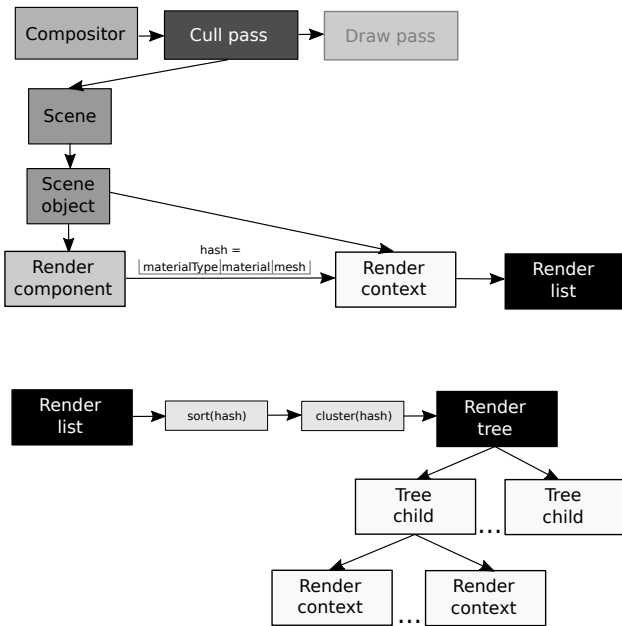 Compositor
Cull pass
Draw pass
Scene
Scene
object
hash =
|materialType|material|mesh|
Render
component
Render
context
Render
list
Render
list
sort(hash)
cluster(hash)
Render
tree
Tree
child
...
Tree
child
Render
context
...
Render
context